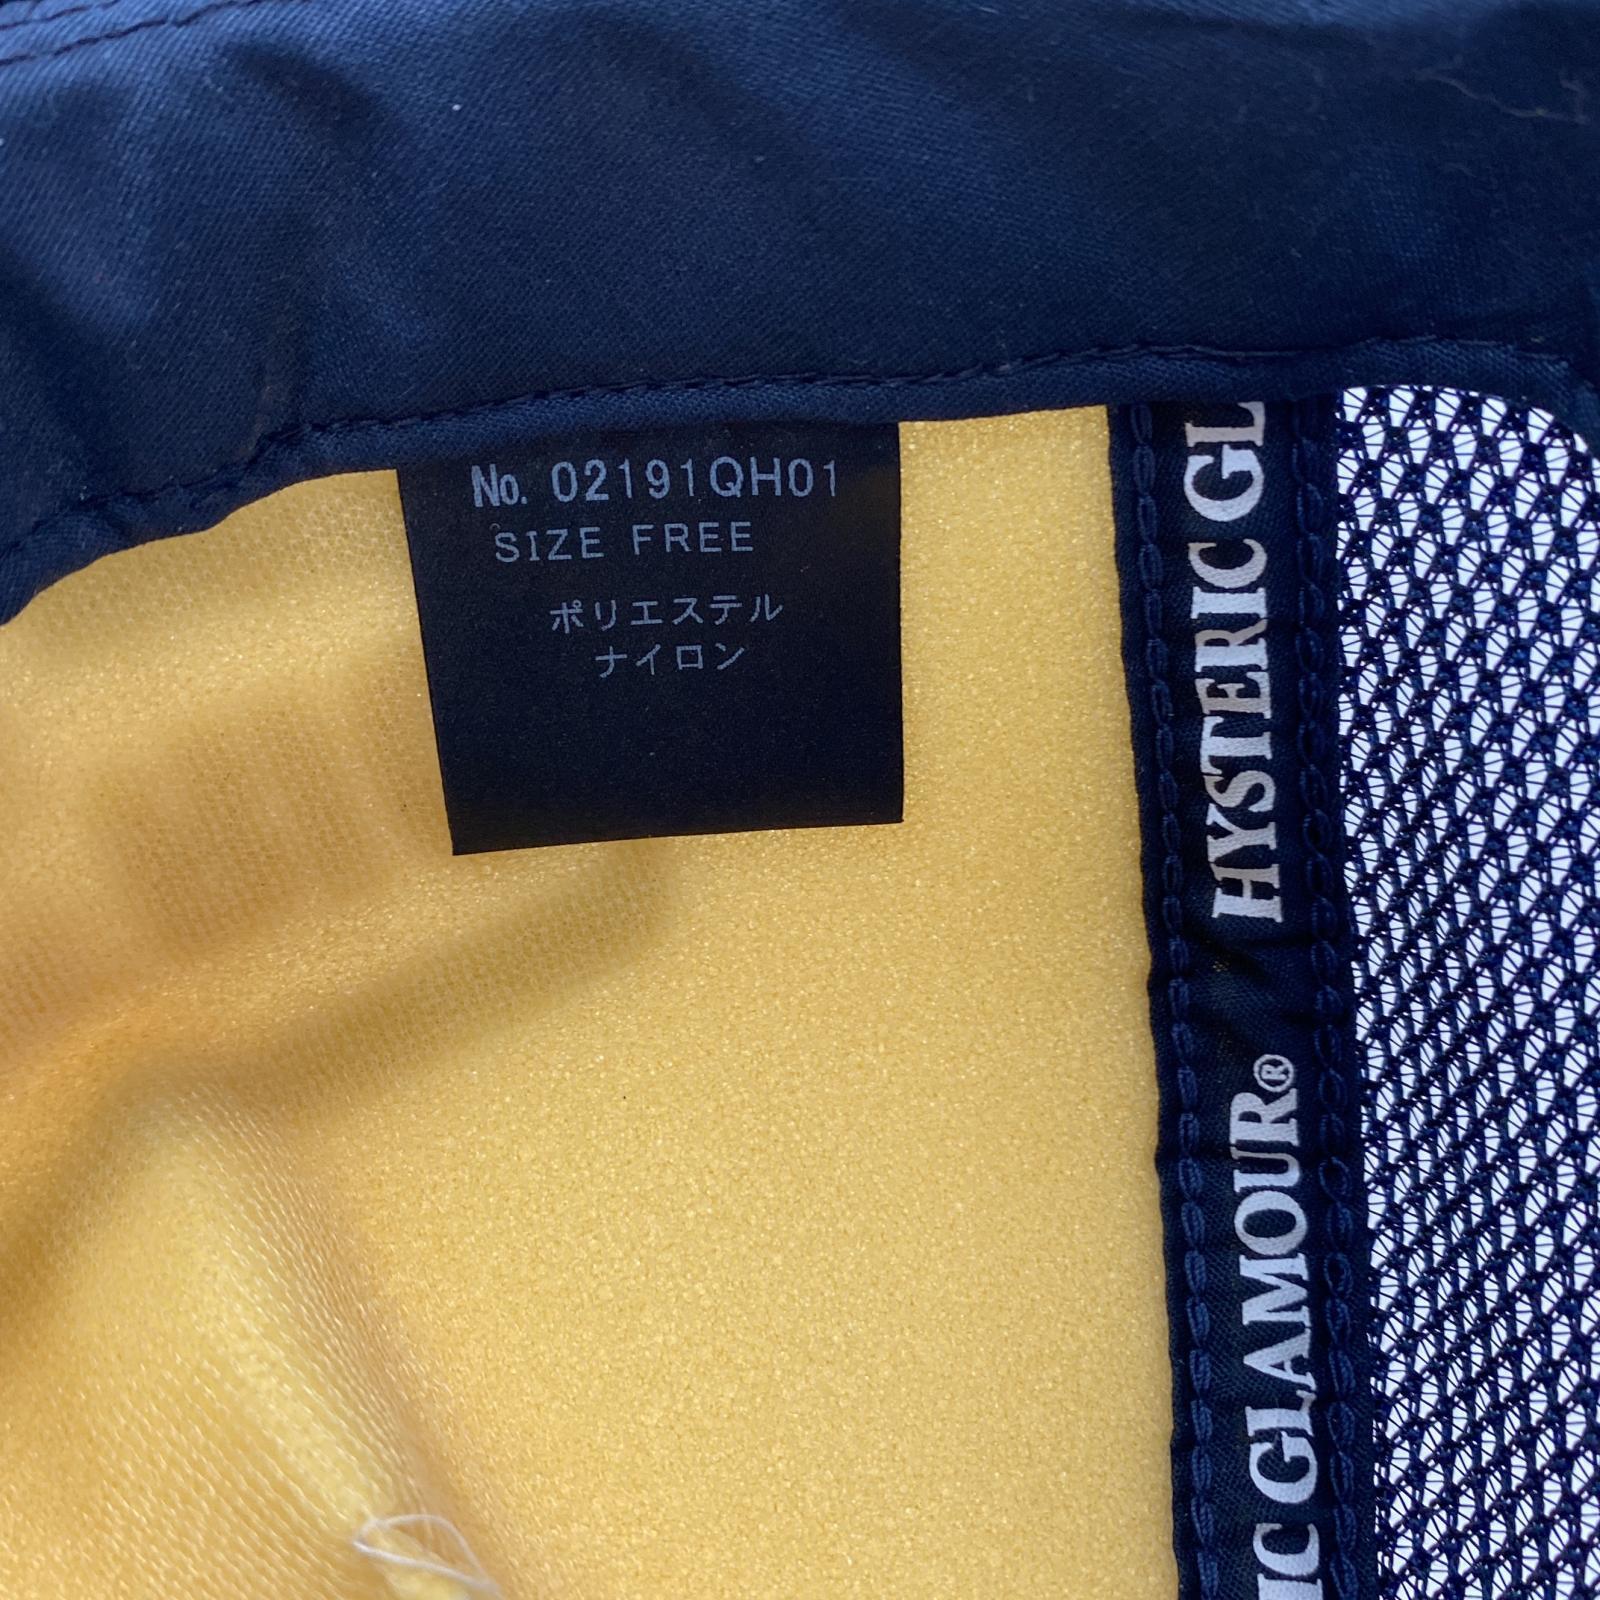 No. 02191QH01
SIZE FREE
ポリエステル
ナイロン
HYSTERIC GL
IC GLAMOUR®